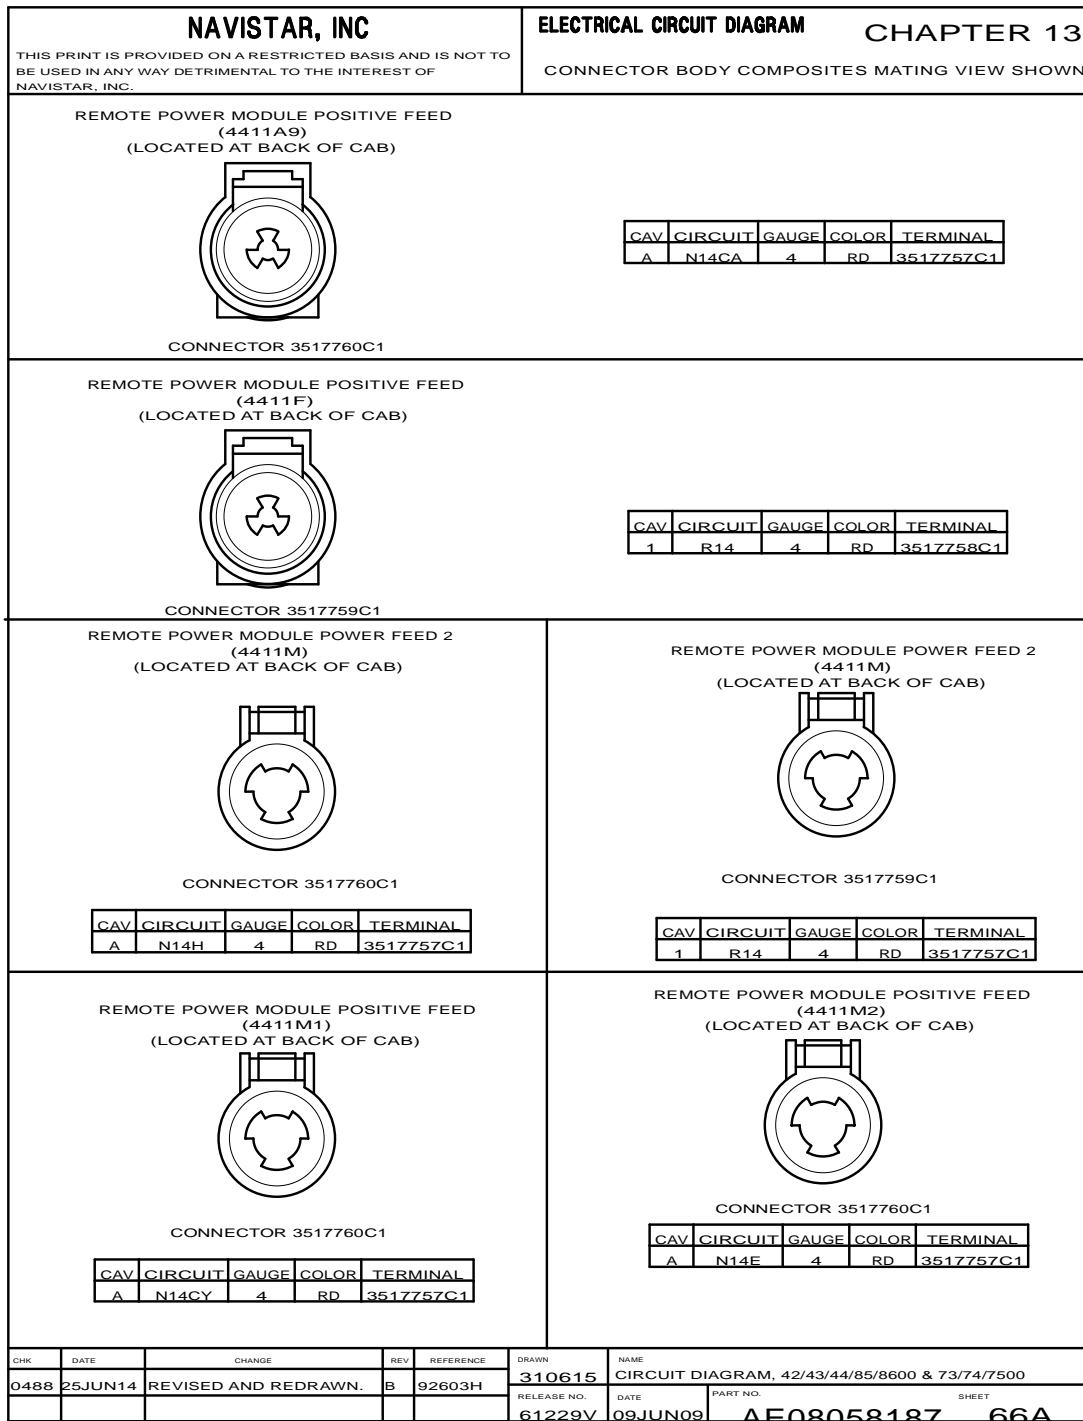 NAVISTAR, INC
THIS PRINT IS PROVIDED ON A RESTRICTED BASIS AND IS NOT TO
BE USED IN ANY WAY DETRIMENTAL TO THE INTEREST OF
NAVISTAR, INC.
ELECTRICAL CIRCUIT DIAGRAM
CHAPTER 13
CONNECTOR BODY COMPOSITES MATING VIEW SHOWN
REMOTE POWER MODULE POSITIVE FEED
(4411A9)
(LOCATED AT BACK OF CAB)
CONNECTOR 3517760C1
CAV CIRCUIT GAUGE COLOR TERMINAL
A N14CA 4 RD 3517757C1
REMOTE POWER MODULE POSITIVE FEED
(4411F)
(LOCATED AT BACK OF CAB)
CONNECTOR 3517759C1
CAV CIRCUIT GAUGE COLOR TERMINAL
1 R14 4 RD 3517758C1
REMOTE POWER MODULE POWER FEED 2
(4411M)
(LOCATED AT BACK OF CAB)
CONNECTOR 3517760C1
CAV CIRCUIT GAUGE COLOR TERMINAL
A N14H 4 RD 3517757C1
REMOTE POWER MODULE POWER FEED 2
(4411M)
(LOCATED AT BACK OF CAB)
CONNECTOR 3517759C1
CAV CIRCUIT GAUGE COLOR TERMINAL
1 R14 4 RD 3517757C1
REMOTE POWER MODULE POSITIVE FEED
(4411M1)
(LOCATED AT BACK OF CAB)
CONNECTOR 3517760C1
CAV CIRCUIT GAUGE COLOR TERMINAL
A N14CY 4 RD 3517757C1
REMOTE POWER MODULE POSITIVE FEED
(4411M2)
(LOCATED AT BACK OF CAB)
CONNECTOR 3517760C1
CAV CIRCUIT GAUGE COLOR TERMINAL
A N14E 4 RD 3517757C1
CHK DATE CHANGE REV REFERENCE
0488 25JUN14 REVISED AND REDRAWN. B 92603H
DRAWN
310615
NAME
CIRCUIT DIAGRAM, 42/43/44/85/8600 & 73/74/7500
RELEASE NO.
61229V
DATE
09JUN09
PART NO.
AE08058187
SHEET
66A